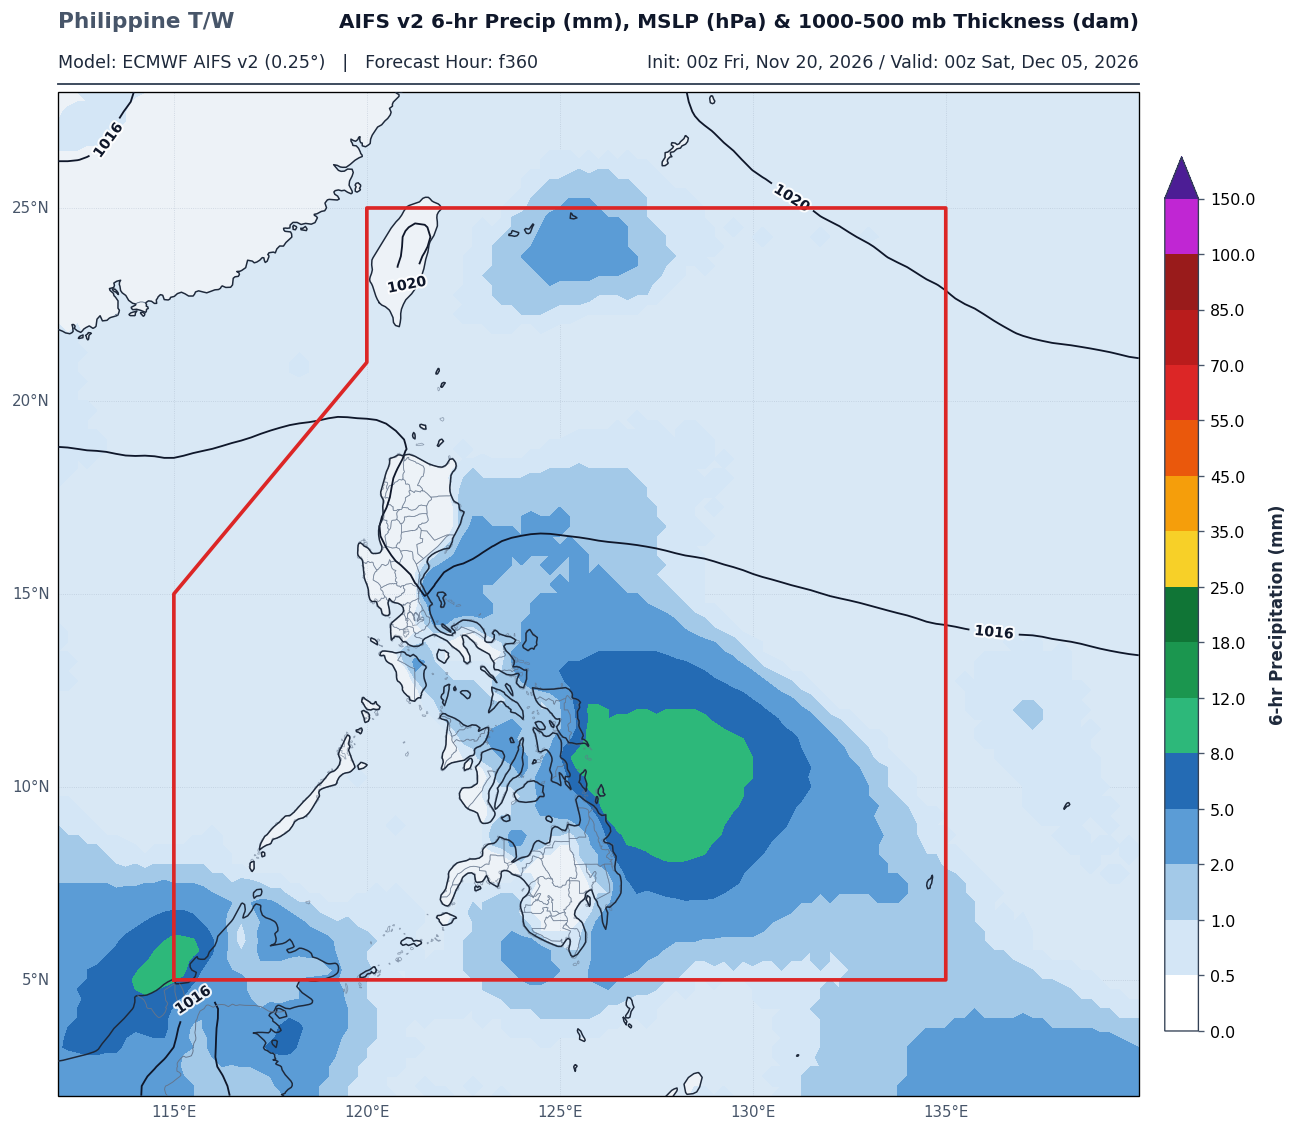 Philippine T/W
AIFS v2 6-hr Precip (mm), MSLP (hPa) & 1000-500 mb Thickness (dam)
Model: ECMWF AIFS v2 (0.25°)   |   Forecast Hour: f360
Init: 00z Fri, Nov 20, 2026 / Valid: 00z Sat, Dec 05, 2026
1016
1020
1020
1016
1016
25°N
20°N
15°N
10°N
5°N
115°E
120°E
125°E
130°E
135°E
150.0
100.0
85.0
70.0
55.0
45.0
35.0
25.0
18.0
12.0
8.0
5.0
2.0
1.0
0.5
0.0
6-hr Precipitation (mm)